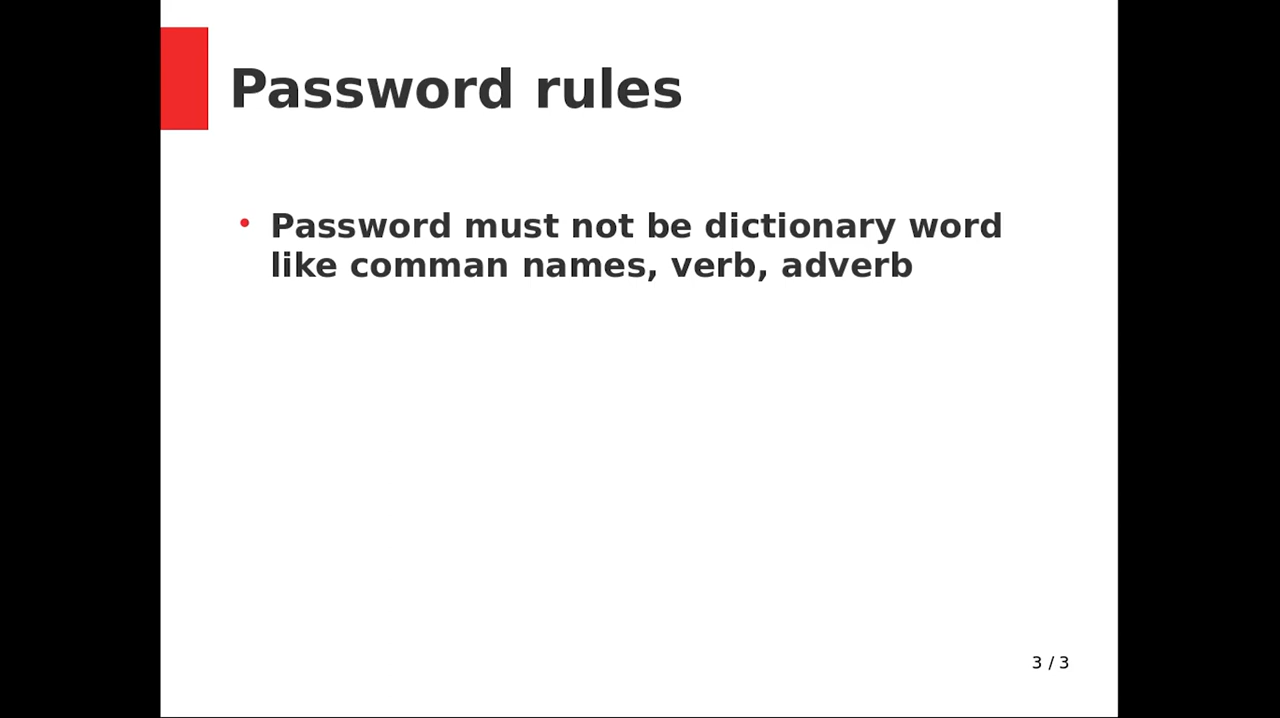 Password rules
• Password must not be dictionary word
like comman names, verb, adverb
3 / 3